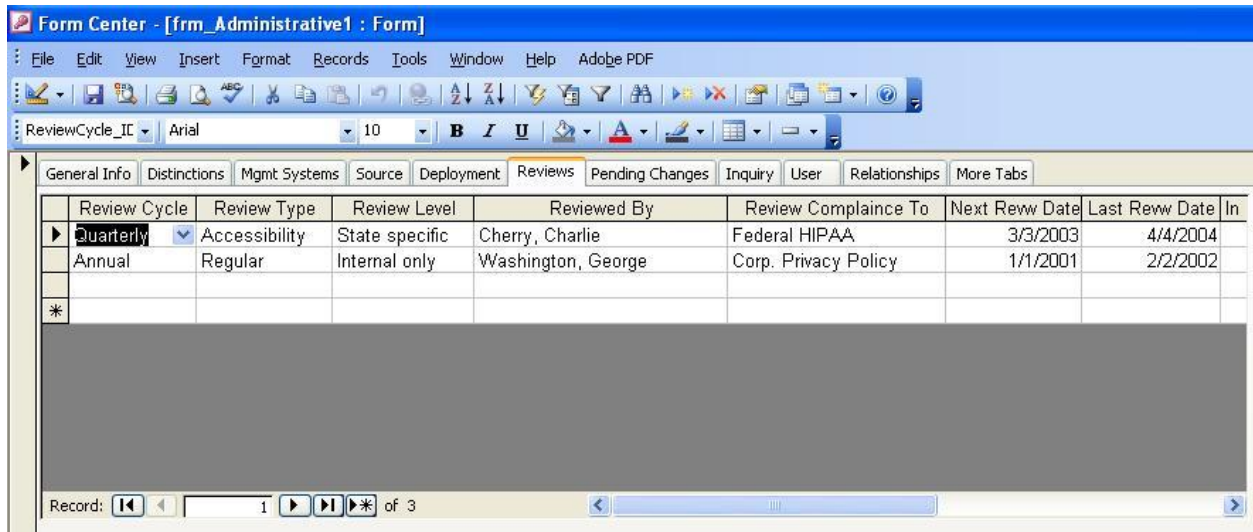 Form Center - [frm_Administrative1 : Form]
File Edit View Insert Format Records Tools Window Help Adobe PDF
ReviewCycle_ID Arial 10 B I U A
General Info Distinctions Mgmt Systems Source Deployment Reviews Pending Changes Inquiry User Relationships More Tabs
Review Cycle Review Type Review Level Reviewed By Review Complaince To Next Revw Date Last Revw Date In
Quarterly Accessibility State specific Cherry, Charlie Federal HIPAA 3/3/2003 4/4/2004
Annual Regular Internal only Washington, George Corp. Privacy Policy 1/1/2001 2/2/2002
Record: 1 of 3